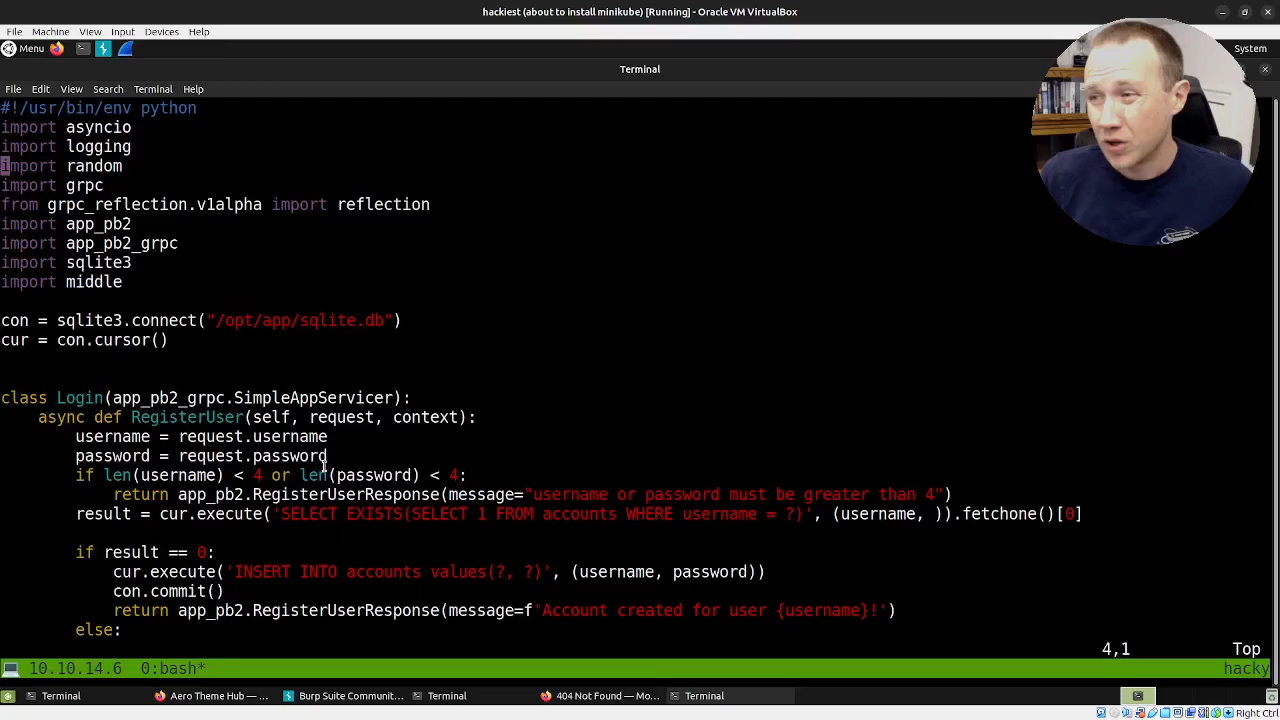 hackiest (about to install minikube) [Running] - Oracle VM VirtualBox
File Machine View Input Devices Help
Menu System
Terminal
File Edit View Search Terminal Help
#!/usr/bin/env python
import asyncio
import logging
import random
import grpc
from grpc_reflection.v1alpha import reflection
import app_pb2
import app_pb2_grpc
import sqlite3
import middle
con = sqlite3.connect("/opt/app/sqlite.db")
cur = con.cursor()
class Login(app_pb2_grpc.SimpleAppServicer):
    async def RegisterUser(self, request, context):
        username = request.username
        password = request.password
        if len(username) < 4 or len(password) < 4:
            return app_pb2.RegisterUserResponse(message="username or password must be greater than 4")
        result = cur.execute('SELECT EXISTS(SELECT 1 FROM accounts WHERE username = ?)', (username, )).fetchone()[0]
        if result == 0:
            cur.execute('INSERT INTO accounts values(?, ?)', (username, password))
            con.commit()
            return app_pb2.RegisterUserResponse(message=f'Account created for user {username}!')
        else:
4,1 Top
10.10.14.6 0:bash* hacky
Terminal Aero Theme Hub — ... Burp Suite Communit... Terminal 404 Not Found — Mo... Terminal
Right Ctrl